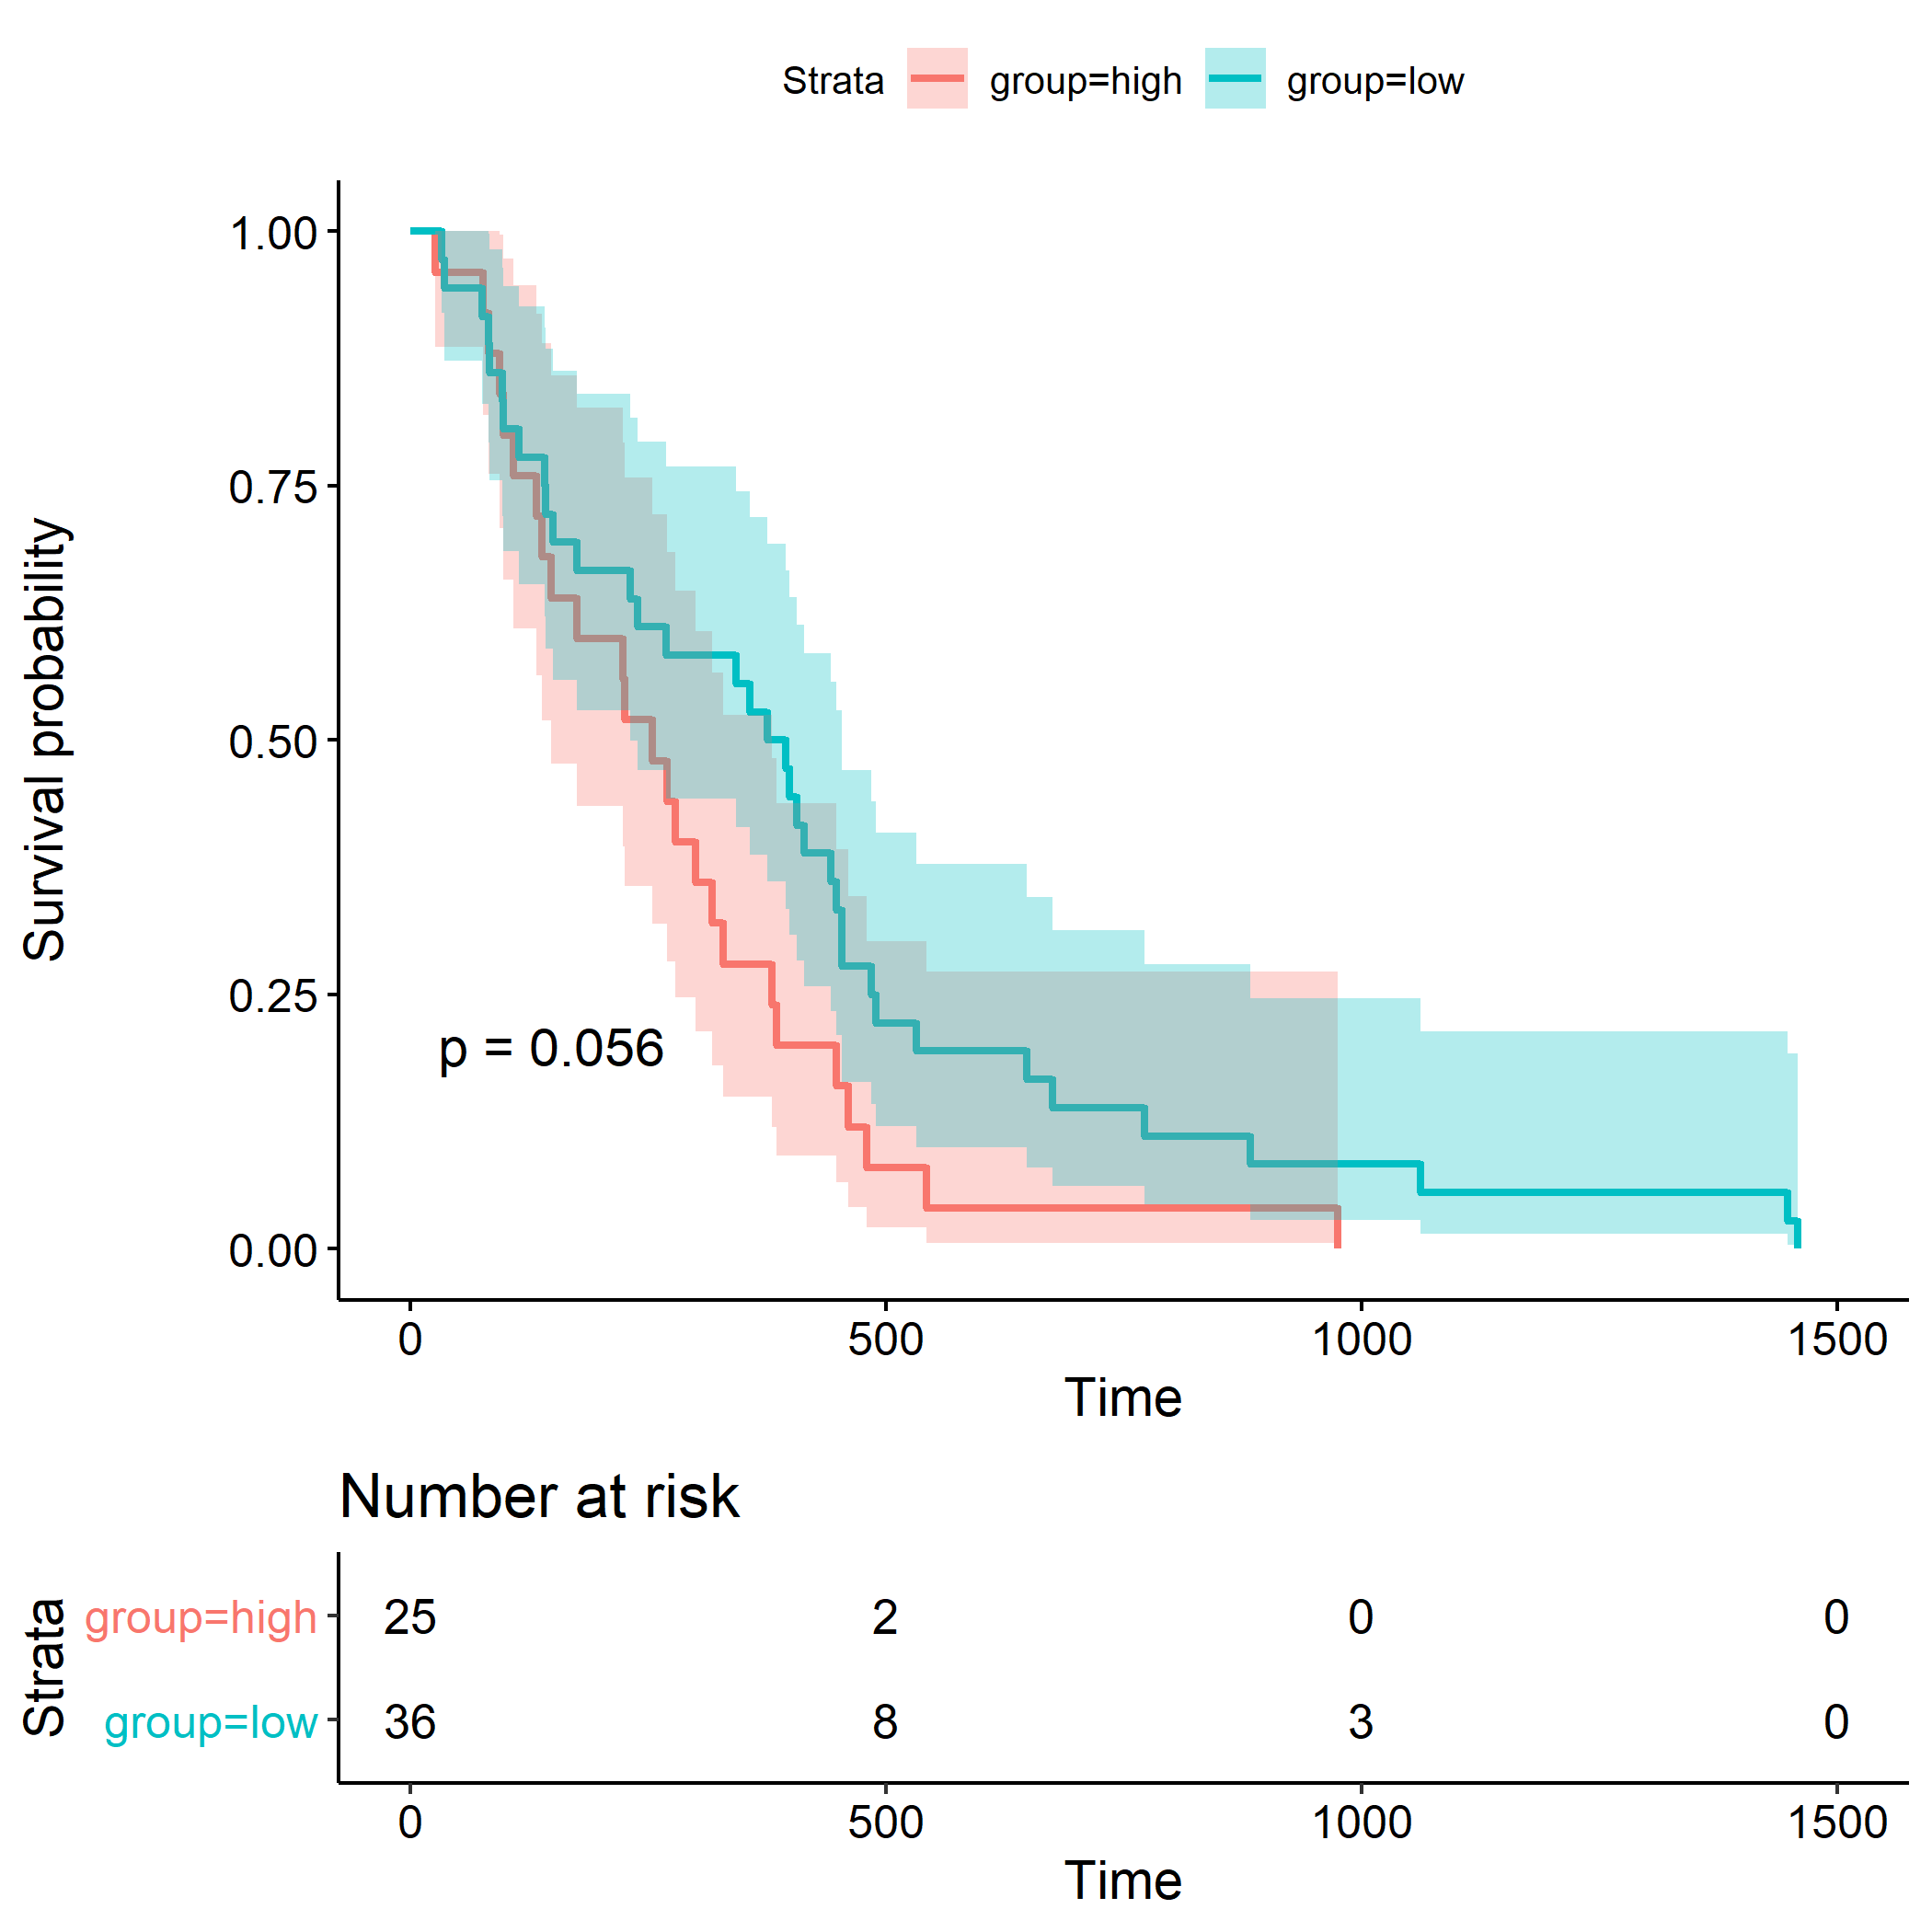 Strata group=high group=low
1.00
0.75
0.50
0.25
0.00
Survival probability
p = 0.056
0 500 1000 1500
Time
Number at risk
Strata
group=high 25 2 0 0
group=low 36 8 3 0
0 500 1000 1500
Time